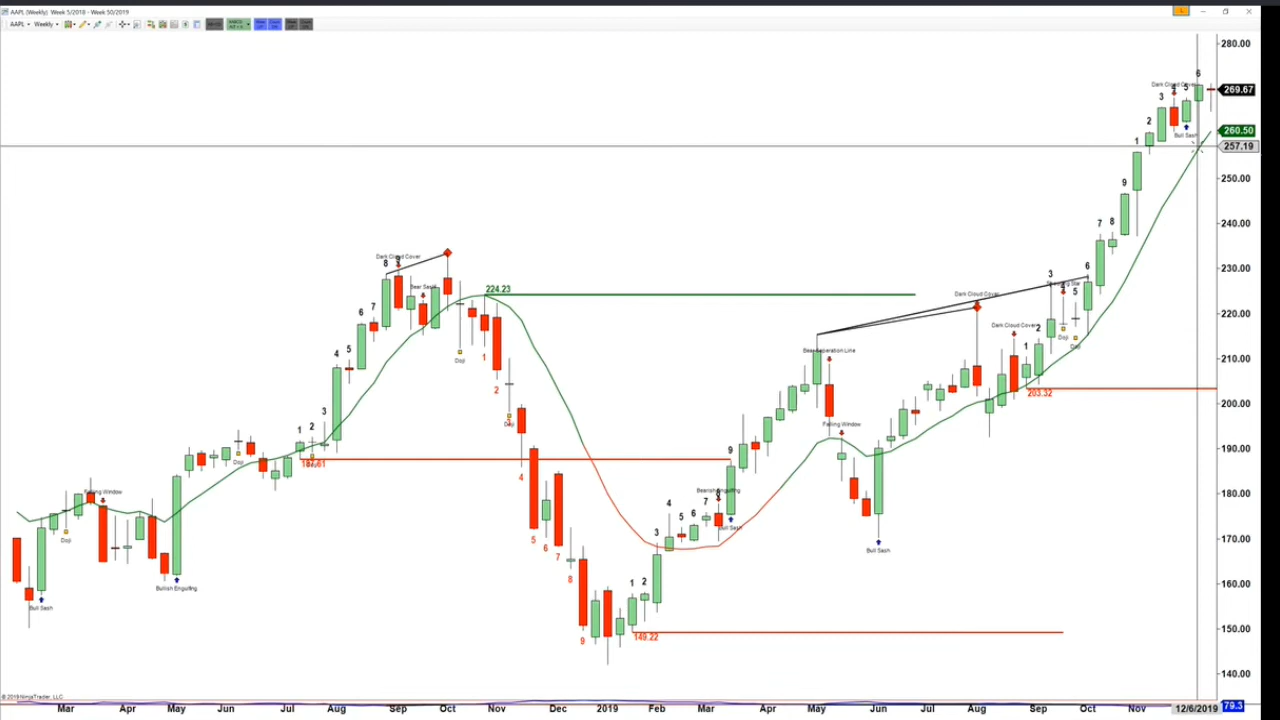 AAPL (Weekly) Week 5/2018 - Week 50/2019
AAPL Weekly
280.00
6
Dark Cloud Cover
269.67
3 4 5
2
260.50
Bull Sash
1
257.19
250.00
9
240.00
7 8
Dark Cloud Cover
8 9
230.00
3
6
Bear Sash
5
224.23
Dark Cloud Cover
7
6
220.00
Dark Cloud Cover
2
4
5
Doji
Doji
Doji
Bear Separation Line
1
1
210.00
2
203.32
200.00
3
Falling Window
1 2
190.00
Doji
187.61
9
4
180.00
Falling Window
Bearish Engulfing
4
7
5 6
Bull Sash
3
Doji
5
6
7
170.00
Bull Sash
8
Bullish Engulfing
1 2
160.00
Bull Sash
150.00
9
149.22
140.00
© 2019 NinjaTrader, LLC
Mar Apr May Jun Jul Aug Sep Oct Nov Dec 2019 Feb Mar Apr May Jun Jul Aug Sep Oct Nov 12/6/2019 79.3